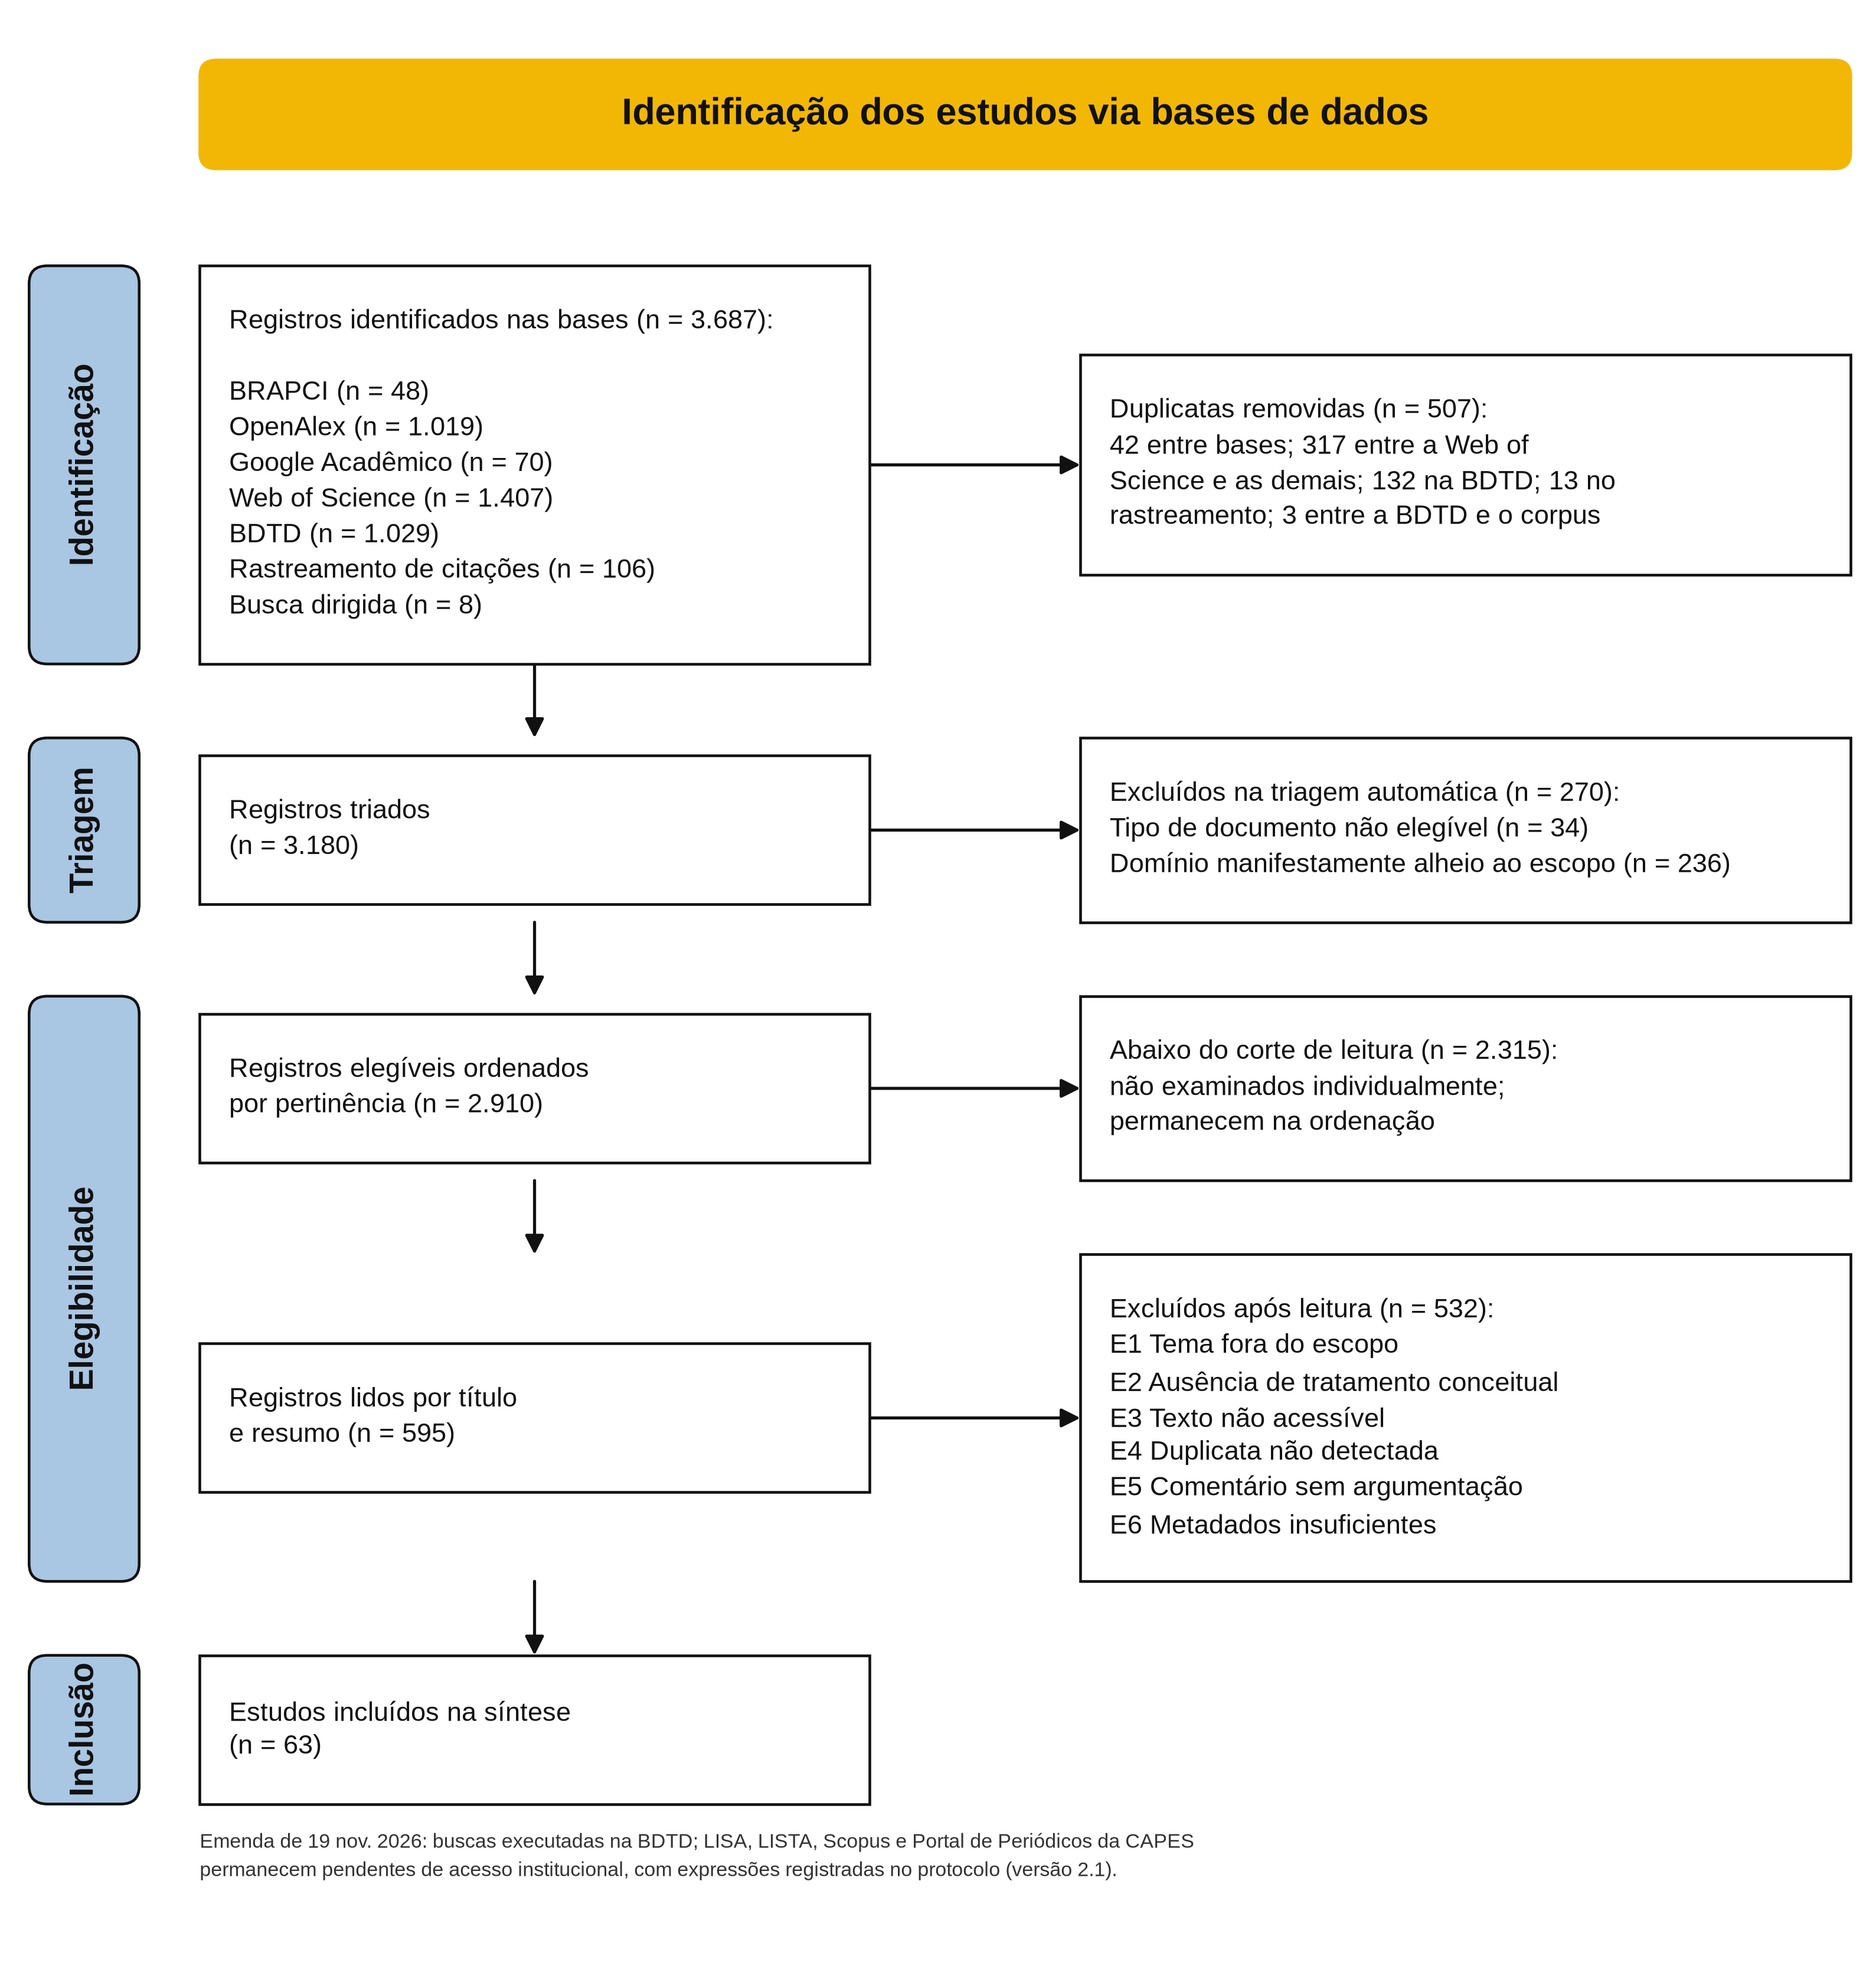 Identificação dos estudos via bases de dados
Identificação
Registros identificados nas bases (n = 3.687):
BRAPCI (n = 48)
OpenAlex (n = 1.019)
Google Acadêmico (n = 70)
Web of Science (n = 1.407)
BDTD (n = 1.029)
Rastreamento de citações (n = 106)
Busca dirigida (n = 8)
Duplicatas removidas (n = 507):
42 entre bases; 317 entre a Web of
Science e as demais; 132 na BDTD; 13 no
rastreamento; 3 entre a BDTD e o corpus
Triagem
Registros triados
(n = 3.180)
Excluídos na triagem automática (n = 270):
Tipo de documento não elegível (n = 34)
Domínio manifestamente alheio ao escopo (n = 236)
Elegibilidade
Registros elegíveis ordenados
por pertinência (n = 2.910)
Abaixo do corte de leitura (n = 2.315):
não examinados individualmente;
permanecem na ordenação
Registros lidos por título
e resumo (n = 595)
Excluídos após leitura (n = 532):
E1 Tema fora do escopo
E2 Ausência de tratamento conceitual
E3 Texto não acessível
E4 Duplicata não detectada
E5 Comentário sem argumentação
E6 Metadados insuficientes
Inclusão
Estudos incluídos na síntese
(n = 63)
Emenda de 19 nov. 2026: buscas executadas na BDTD; LISA, LISTA, Scopus e Portal de Periódicos da CAPES
permanecem pendentes de acesso institucional, com expressões registradas no protocolo (versão 2.1).